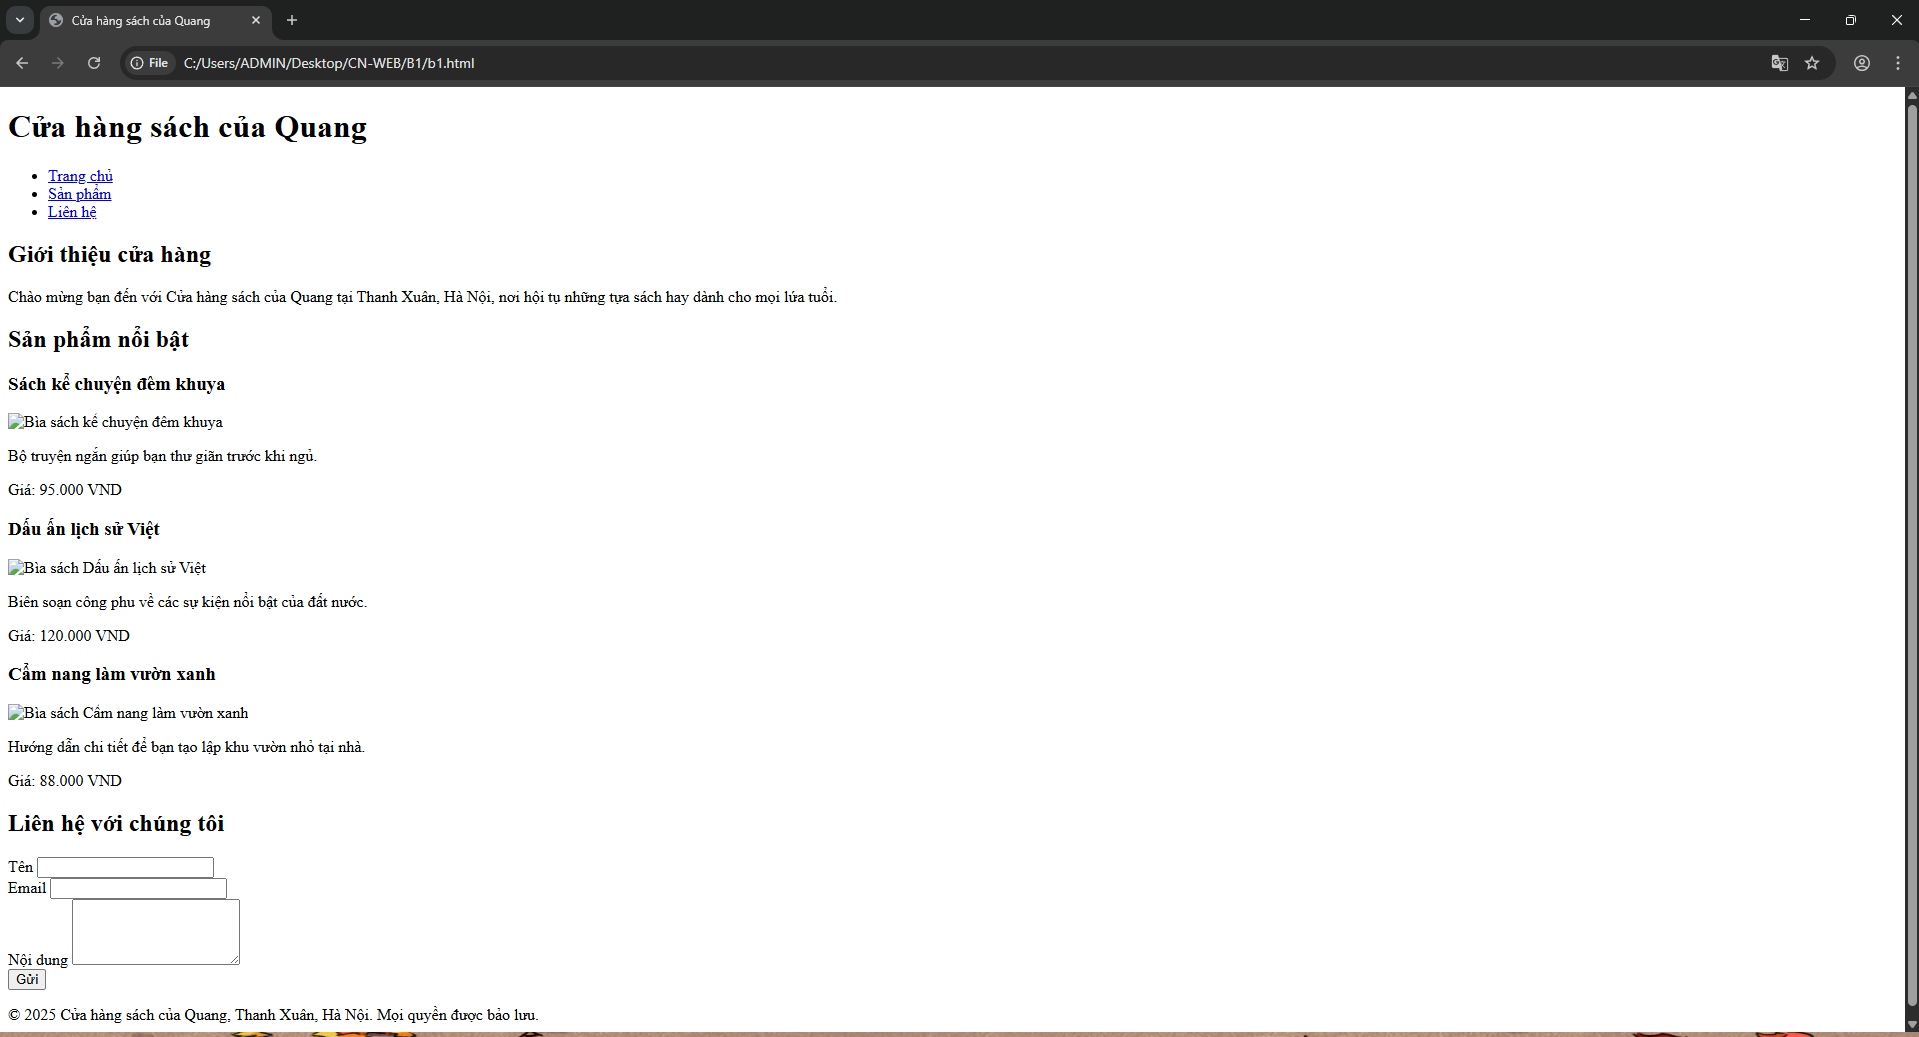 Cửa hàng sách của Quang
File C:/Users/ADMIN/Desktop/CN-WEB/B1/b1.html
Cửa hàng sách của Quang
Trang chủ
Sản phẩm
Liên hệ
Giới thiệu cửa hàng
Chào mừng bạn đến với Cửa hàng sách của Quang tại Thanh Xuân, Hà Nội, nơi hội tụ những tựa sách hay dành cho mọi lứa tuổi.
Sản phẩm nổi bật
Sách kể chuyện đêm khuya
Bìa sách kể chuyện đêm khuya
Bộ truyện ngắn giúp bạn thư giãn trước khi ngủ.
Giá: 95.000 VND
Dấu ấn lịch sử Việt
Bìa sách Dấu ấn lịch sử Việt
Biên soạn công phu về các sự kiện nổi bật của đất nước.
Giá: 120.000 VND
Cẩm nang làm vườn xanh
Bìa sách Cẩm nang làm vườn xanh
Hướng dẫn chi tiết để bạn tạo lập khu vườn nhỏ tại nhà.
Giá: 88.000 VND
Liên hệ với chúng tôi
Tên
Email
Nội dung
Gửi
© 2025 Cửa hàng sách của Quang, Thanh Xuân, Hà Nội. Mọi quyền được bảo lưu.